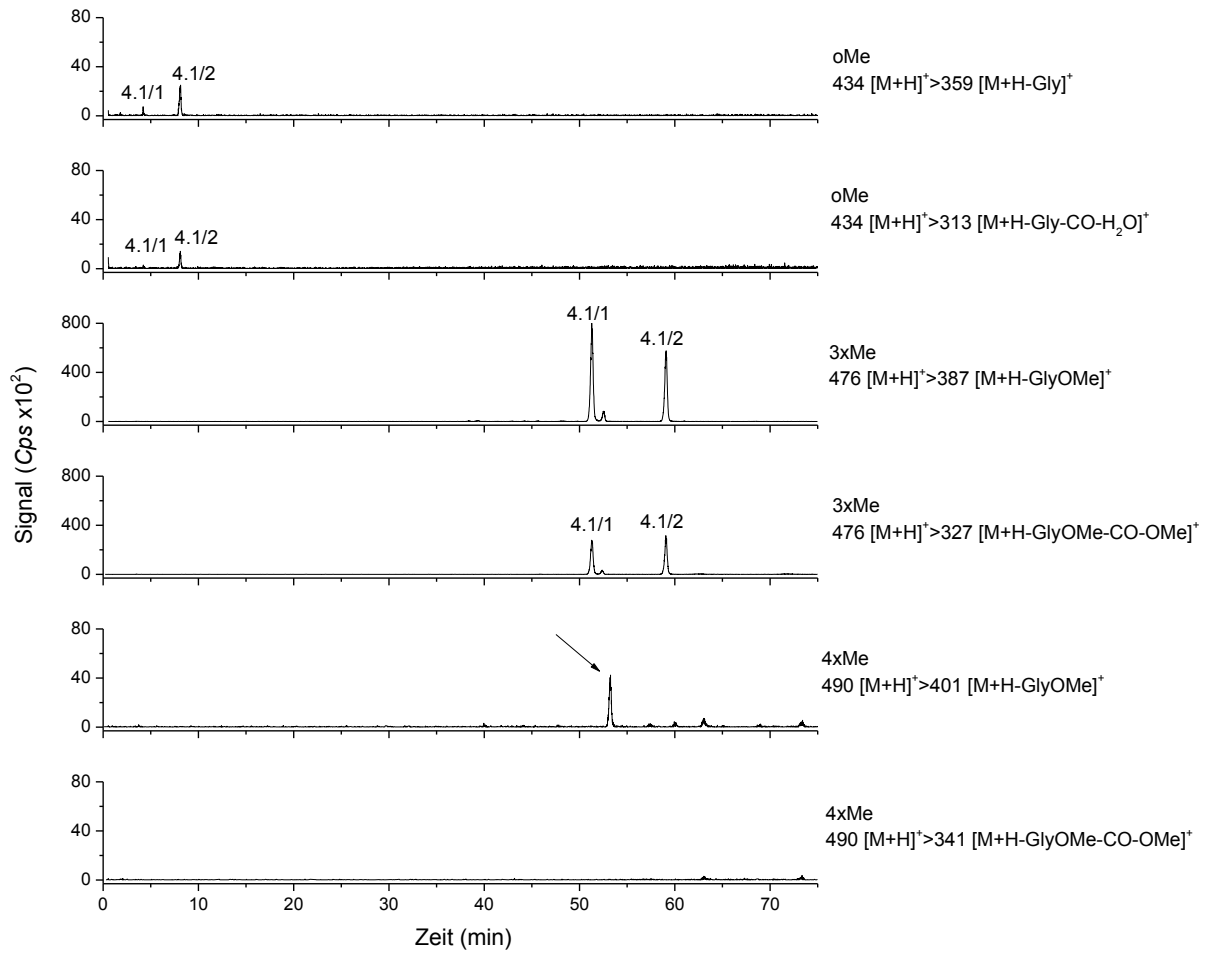 80
40
0
4.1/1
4.1/2
oMe
434 [M+H]⁺>359 [M+H-Gly]⁺
80
40
0
4.1/1
4.1/2
oMe
434 [M+H]⁺>313 [M+H-Gly-CO-H₂O]⁺
800
400
0
4.1/1
4.1/2
3xMe
476 [M+H]⁺>387 [M+H-GlyOMe]⁺
800
400
0
4.1/1
4.1/2
3xMe
476 [M+H]⁺>327 [M+H-GlyOMe-CO-OMe]⁺
80
40
0
4xMe
490 [M+H]⁺>401 [M+H-GlyOMe]⁺
80
40
0
4xMe
490 [M+H]⁺>341 [M+H-GlyOMe-CO-OMe]⁺
0 10 20 30 40 50 60 70
Zeit (min)
Signal (Cps x10²)